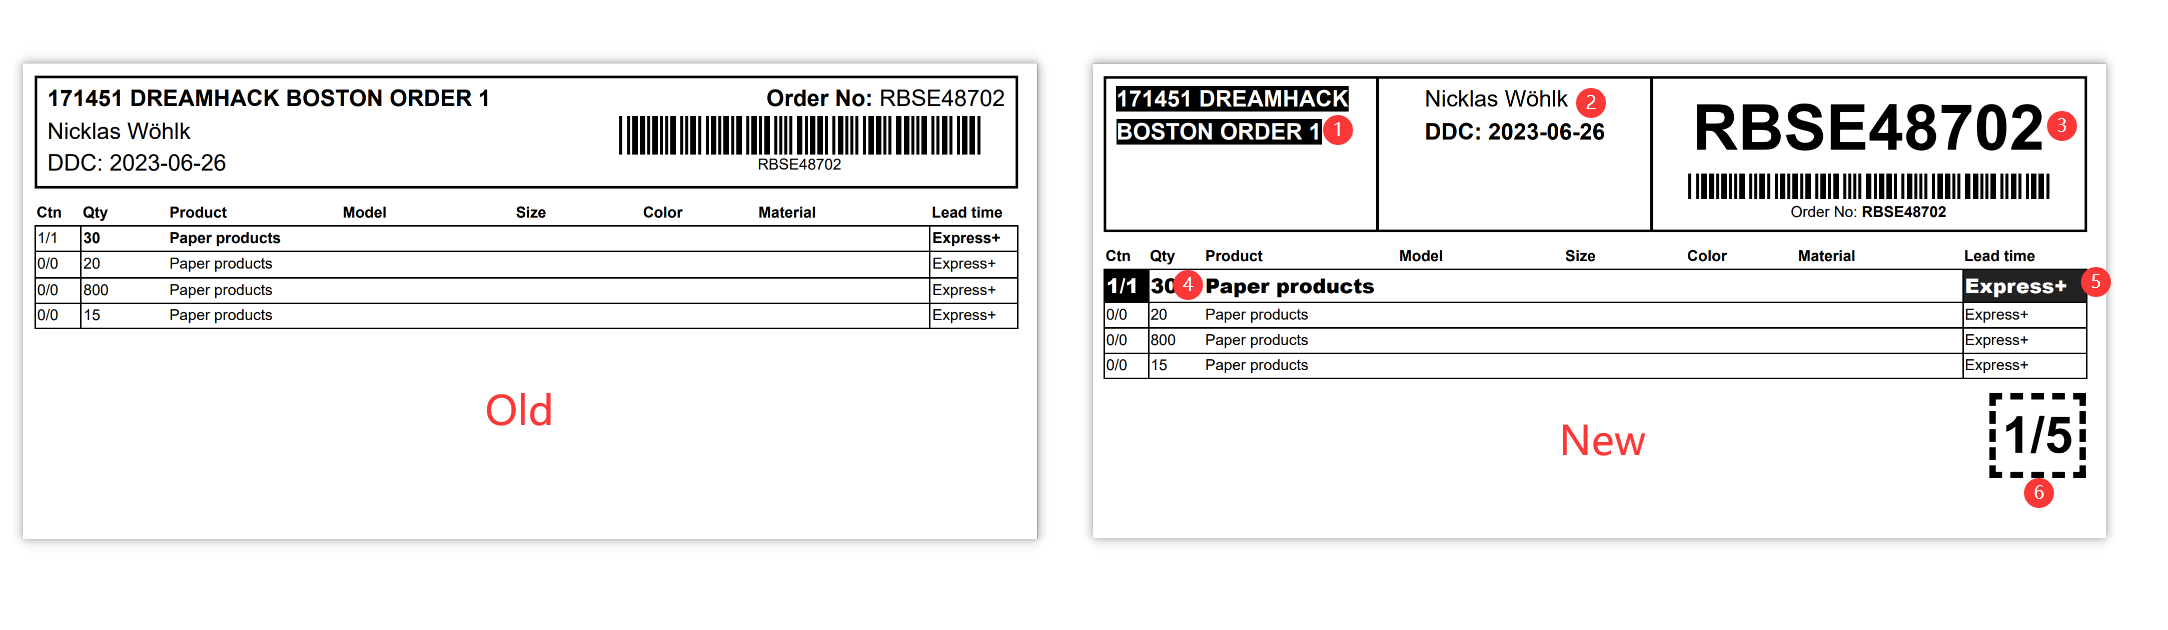 171451 DREAMHACK BOSTON ORDER 1
Order No: RBSE48702
Nicklas Wöhlk
DDC: 2023-06-26
RBSE48702
Ctn Qty Product Model Size Color Material Lead time
1/1 30 Paper products Express+
0/0 20 Paper products Express+
0/0 800 Paper products Express+
0/0 15 Paper products Express+
Old
171451 DREAMHACK
BOSTON ORDER 1
1
Nicklas Wöhlk
2
DDC: 2023-06-26
RBSE48702
3
Order No: RBSE48702
Ctn Qty Product Model Size Color Material Lead time
1/1 30 4 Paper products Express+ 5
0/0 20 Paper products Express+
0/0 800 Paper products Express+
0/0 15 Paper products Express+
1/5
6
New